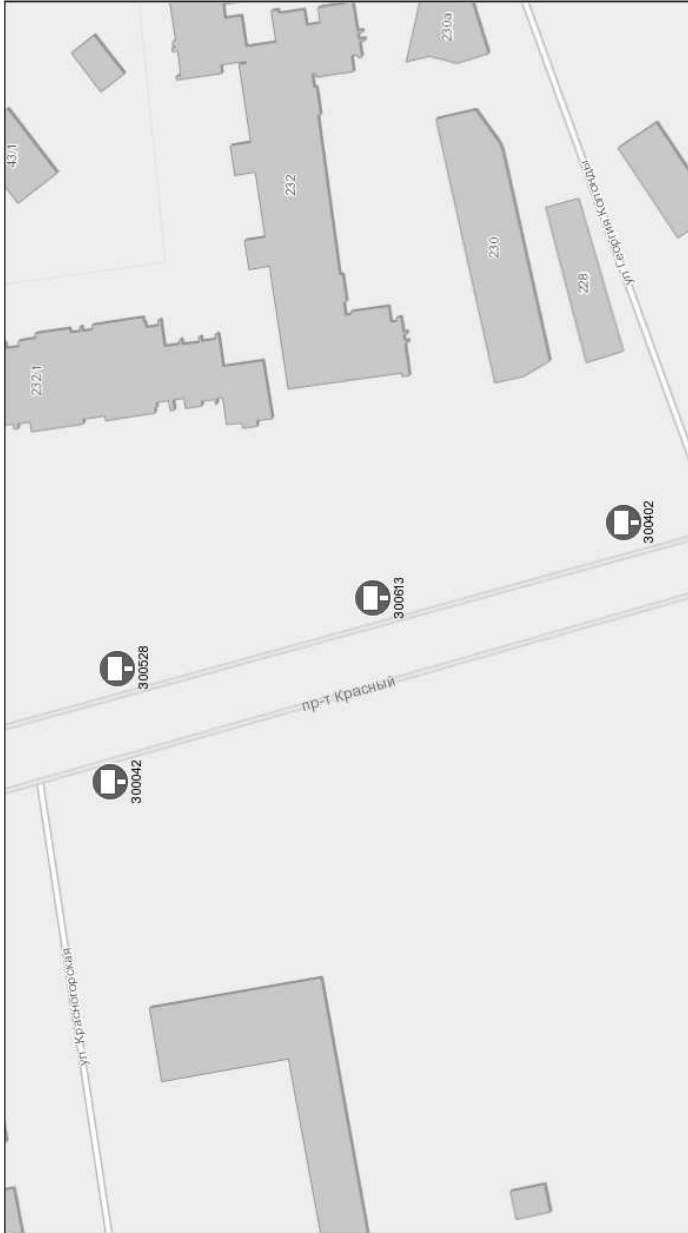 230а
43/1
232
230
228
ул Георгия Колонды
232/1
300402
300613
300528
пр-т Красный
300042
ул. Красногорская